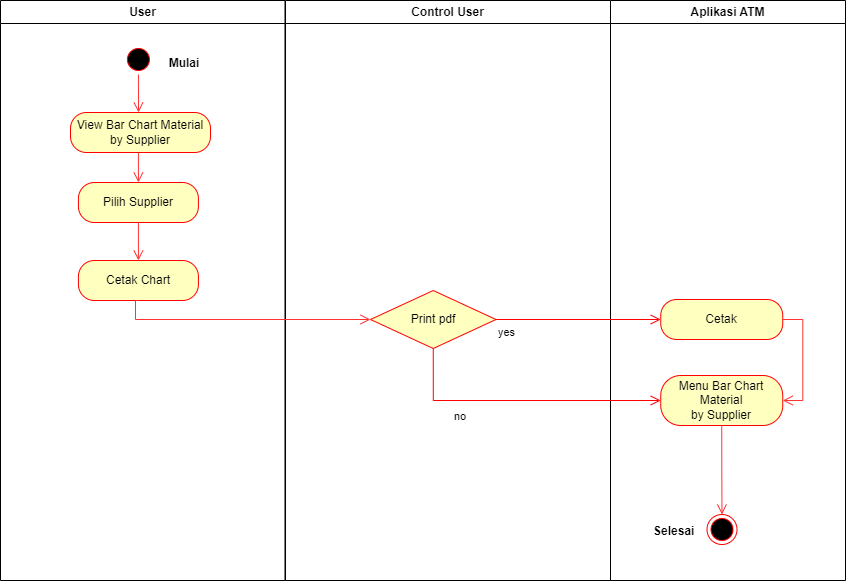 User
Control User
Aplikasi ATM
Mulai
View Bar Chart Material
by Supplier
Pilih Supplier
Cetak Chart
Print pdf
yes
no
Cetak
Menu Bar Chart
Material
by Supplier
Selesai